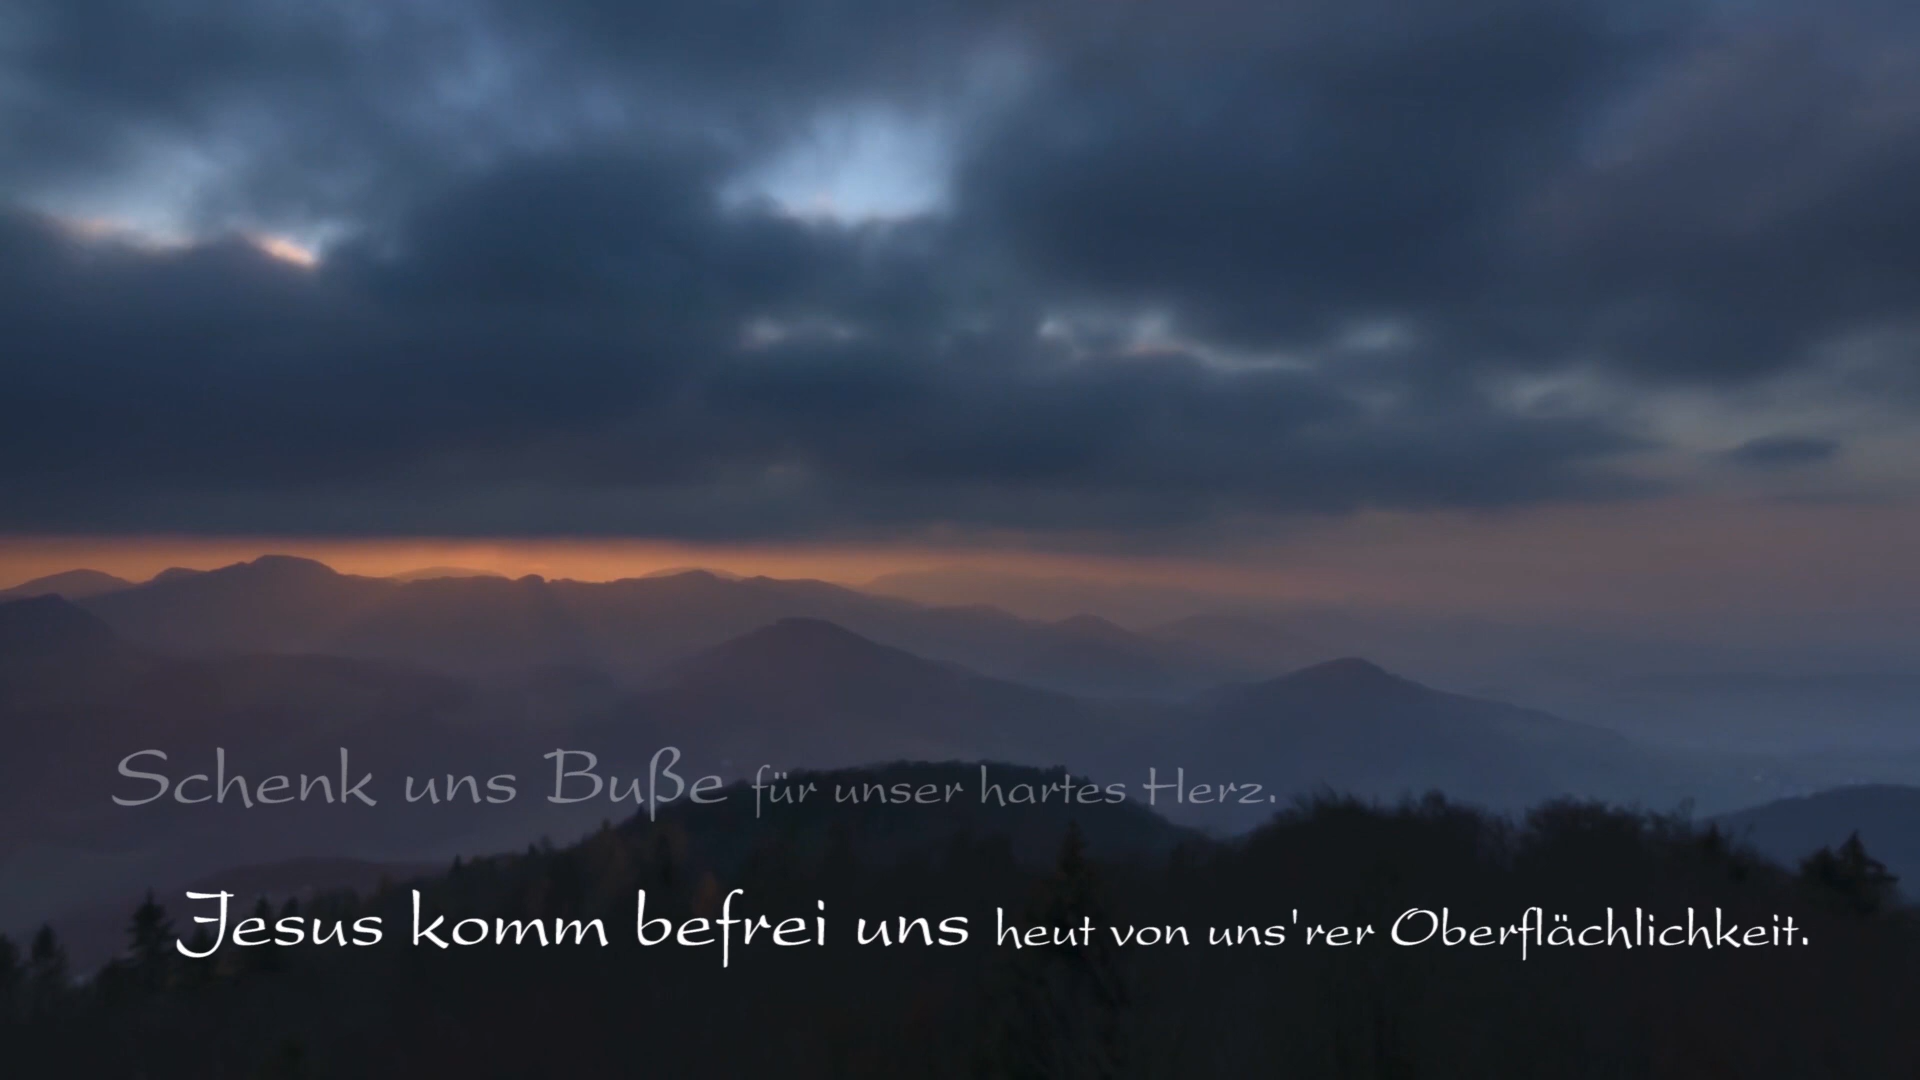 Schenk uns Buße für unser hartes Herz.
Jesus komm befrei uns heut von uns'rer Oberflächlichkeit.